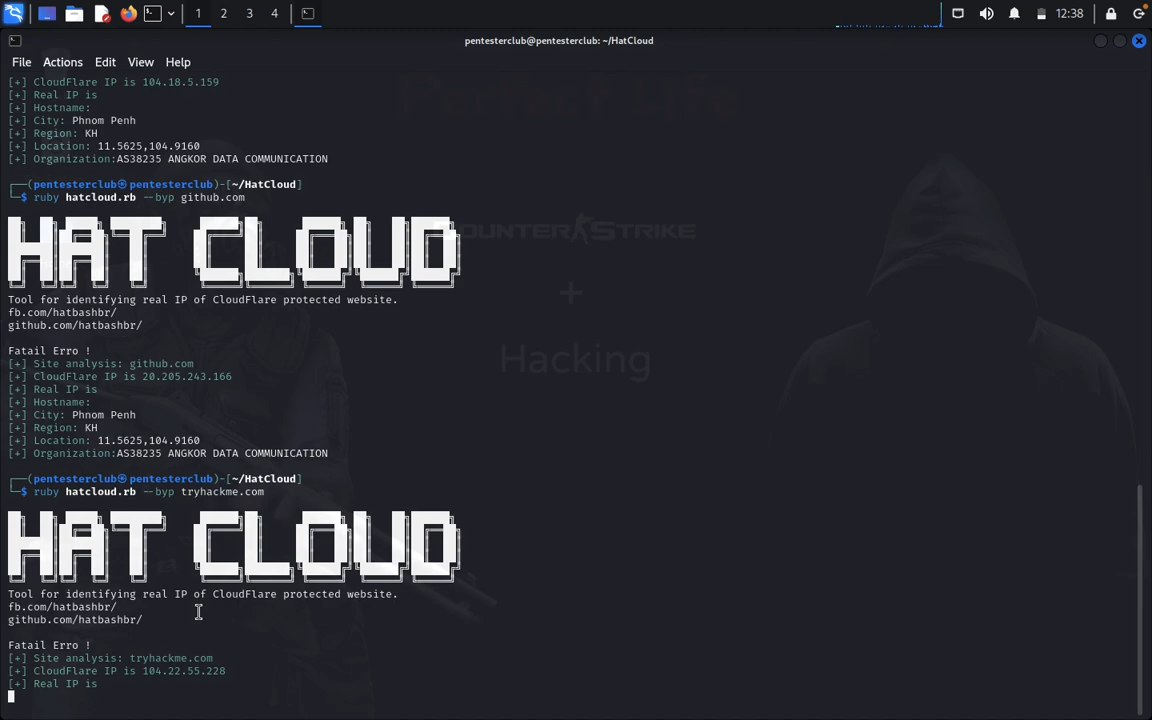 1 2 3 4 12:38
pentesterclub@pentesterclub: ~/HatCloud
File Actions Edit View Help
[+] CloudFlare IP is 104.18.5.159
[+] Real IP is
[+] Hostname:
[+] City: Phnom Penh
[+] Region: KH
[+] Location: 11.5625,104.9160
[+] Organization:AS38235 ANGKOR DATA COMMUNICATION
┌──(pentesterclub㉿pentesterclub)-[~/HatCloud]
└─$ ruby hatcloud.rb --byp github.com
HAT CLOUD
Tool for identifying real IP of CloudFlare protected website.
fb.com/hatbashbr/
github.com/hatbashbr/
Fatail Erro !
[+] Site analysis: github.com
[+] CloudFlare IP is 20.205.243.166
[+] Real IP is
[+] Hostname:
[+] City: Phnom Penh
[+] Region: KH
[+] Location: 11.5625,104.9160
[+] Organization:AS38235 ANGKOR DATA COMMUNICATION
┌──(pentesterclub㉿pentesterclub)-[~/HatCloud]
└─$ ruby hatcloud.rb --byp tryhackme.com
HAT CLOUD
Tool for identifying real IP of CloudFlare protected website.
fb.com/hatbashbr/
github.com/hatbashbr/
Fatail Erro !
[+] Site analysis: tryhackme.com
[+] CloudFlare IP is 104.22.55.228
[+] Real IP is
COUNTER STRIKE
+
Hacking